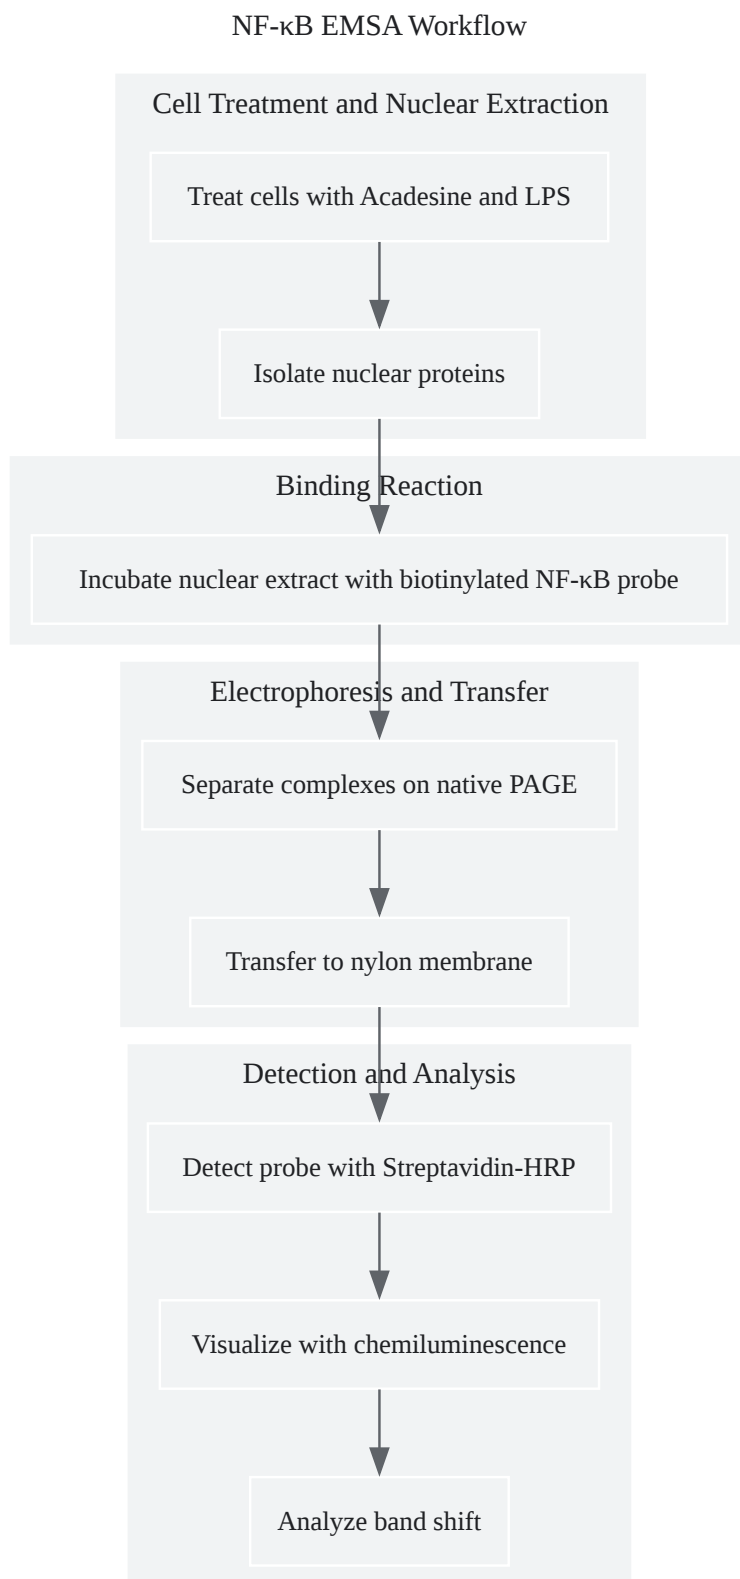 NF-κB EMSA Workflow
Cell Treatment and Nuclear Extraction
Treat cells with Acadesine and LPS
Isolate nuclear proteins
Binding Reaction
Incubate nuclear extract with biotinylated NF-κB probe
Electrophoresis and Transfer
Separate complexes on native PAGE
Transfer to nylon membrane
Detection and Analysis
Detect probe with Streptavidin-HRP
Visualize with chemiluminescence
Analyze band shift